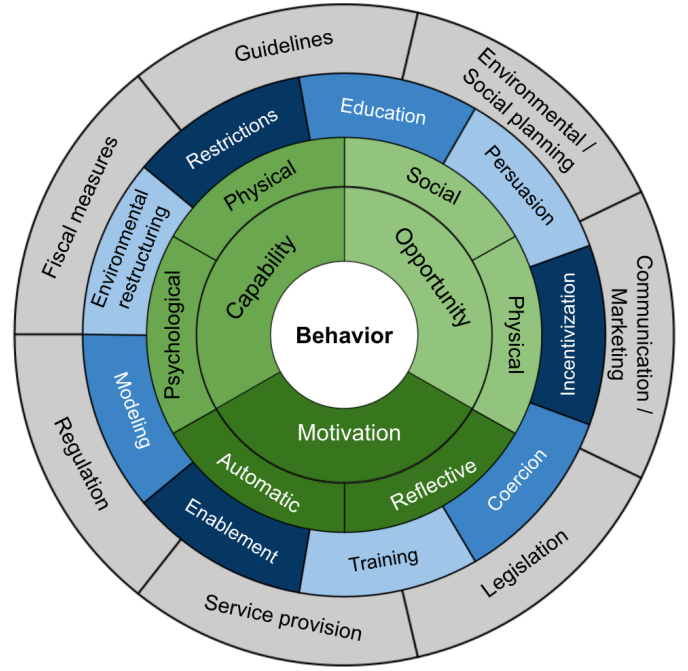 Guidelines
Environmental /
Social planning
Communication /
Marketing
Legislation
Service provision
Regulation
Fiscal measures
Education
Persuasion
Incentivization
Coercion
Training
Enablement
Modeling
Environmental
restructuring
Restrictions
Physical
Social
Physical
Reflective
Automatic
Psychological
Capability
Opportunity
Motivation
Behavior